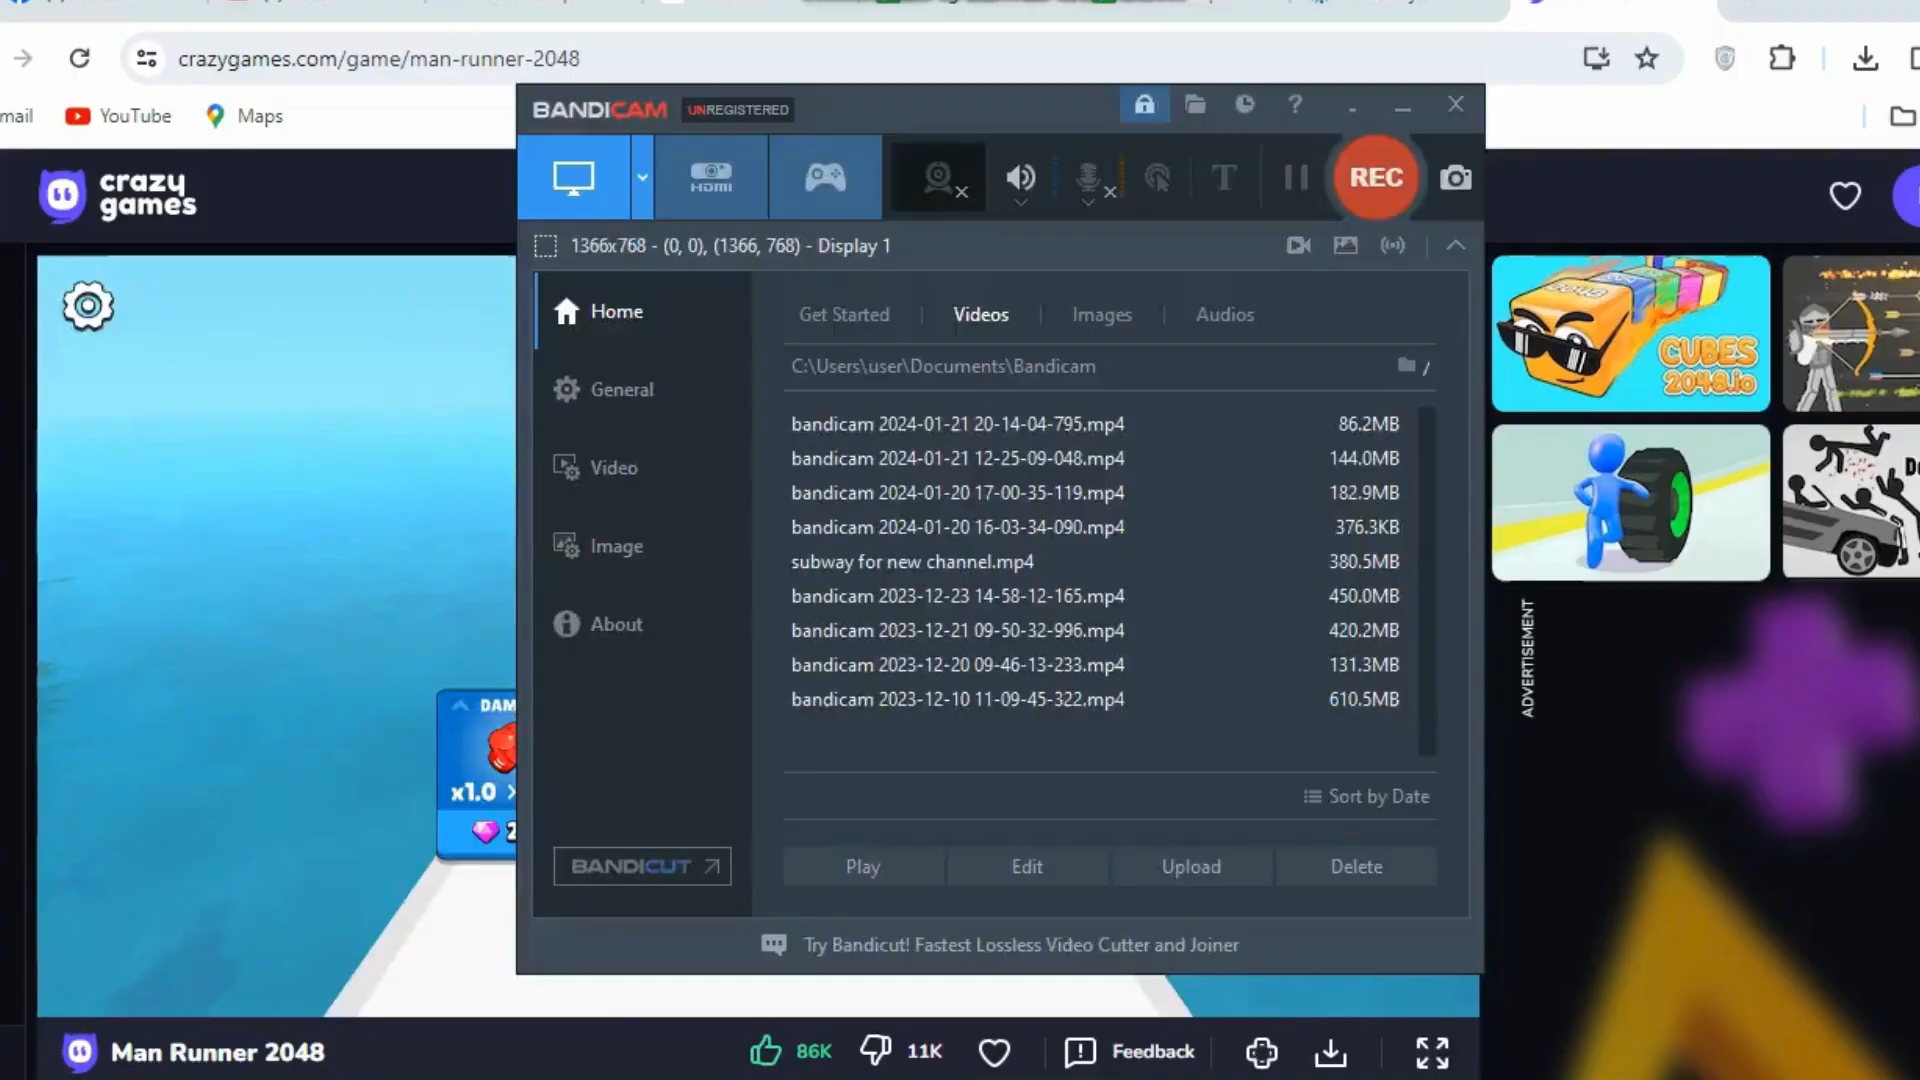 crazygames.com/game/man-runner-2048
mail
YouTube
Maps
BANDICAM UNREGISTERED
HDMI
T
REC
crazy
games
1366x768 - (0, 0), (1366, 768) - Display 1
Home
General
Video
Image
About
Get Started
Videos
Images
Audios
C:\Users\user\Documents\Bandicam
bandicam 2024-01-21 20-14-04-795.mp4 86.2MB
bandicam 2024-01-21 12-25-09-048.mp4 144.0MB
bandicam 2024-01-20 17-00-35-119.mp4 182.9MB
bandicam 2024-01-20 16-03-34-090.mp4 376.3KB
subway for new channel.mp4 380.5MB
bandicam 2023-12-23 14-58-12-165.mp4 450.0MB
bandicam 2023-12-21 09-50-32-996.mp4 420.2MB
bandicam 2023-12-20 09-46-13-233.mp4 131.3MB
bandicam 2023-12-10 11-09-45-322.mp4 610.5MB
Sort by Date
BANDICUT
Play
Edit
Upload
Delete
Try Bandicut! Fastest Lossless Video Cutter and Joiner
CUBES
2048.io
ADVERTISEMENT
DAM
x1.0
2
Man Runner 2048
86K
11K
Feedback